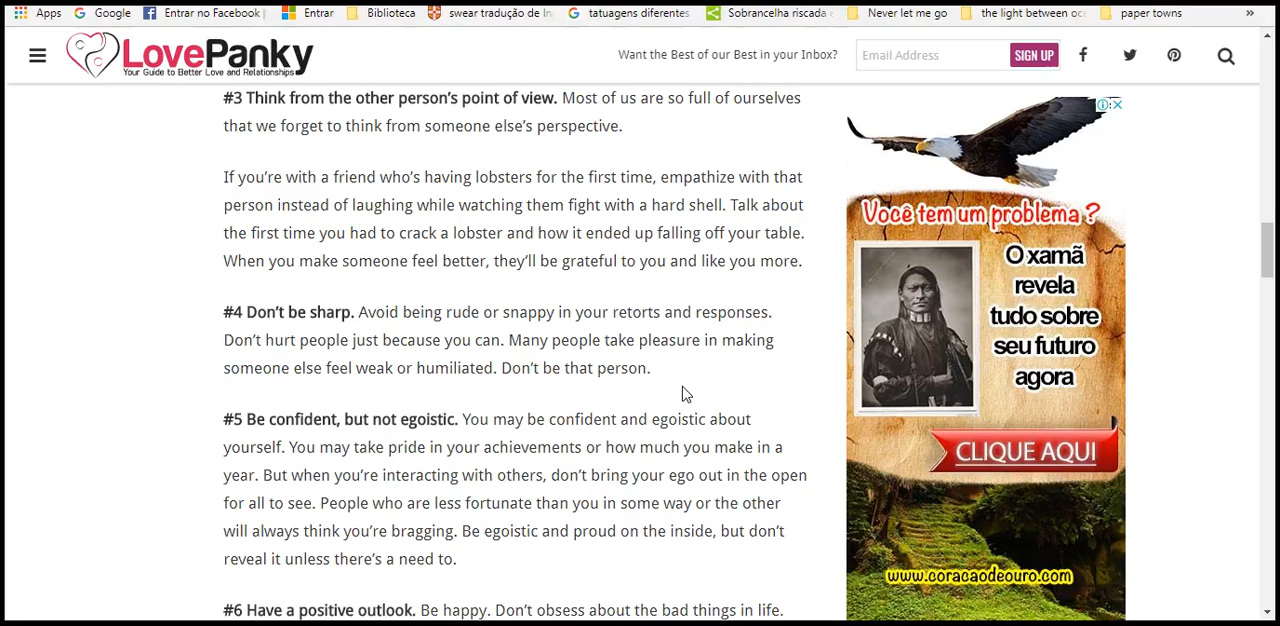 Apps Google Entrar no Facebook Entrar Biblioteca swear tradução de In tatuagens diferentes Sobrancelha riscada Never let me go the light between oce paper towns »
LovePanky
Your Guide to Better Love and Relationships
Want the Best of our Best in your Inbox? Email Address SIGN UP
#3 Think from the other person’s point of view. Most of us are so full of ourselves
that we forget to think from someone else’s perspective.
If you’re with a friend who’s having lobsters for the first time, empathize with that
person instead of laughing while watching them fight with a hard shell. Talk about
the first time you had to crack a lobster and how it ended up falling off your table.
When you make someone feel better, they’ll be grateful to you and like you more.
#4 Don’t be sharp. Avoid being rude or snappy in your retorts and responses.
Don’t hurt people just because you can. Many people take pleasure in making
someone else feel weak or humiliated. Don’t be that person.
#5 Be confident, but not egoistic. You may be confident and egoistic about
yourself. You may take pride in your achievements or how much you make in a
year. But when you’re interacting with others, don’t bring your ego out in the open
for all to see. People who are less fortunate than you in some way or the other
will always think you’re bragging. Be egoistic and proud on the inside, but don’t
reveal it unless there’s a need to.
#6 Have a positive outlook. Be happy. Don’t obsess about the bad things in life.
Você tem um problema ?
O xamã
revela
tudo sobre
seu futuro
agora
CLIQUE AQUI
www.coracaodeouro.com